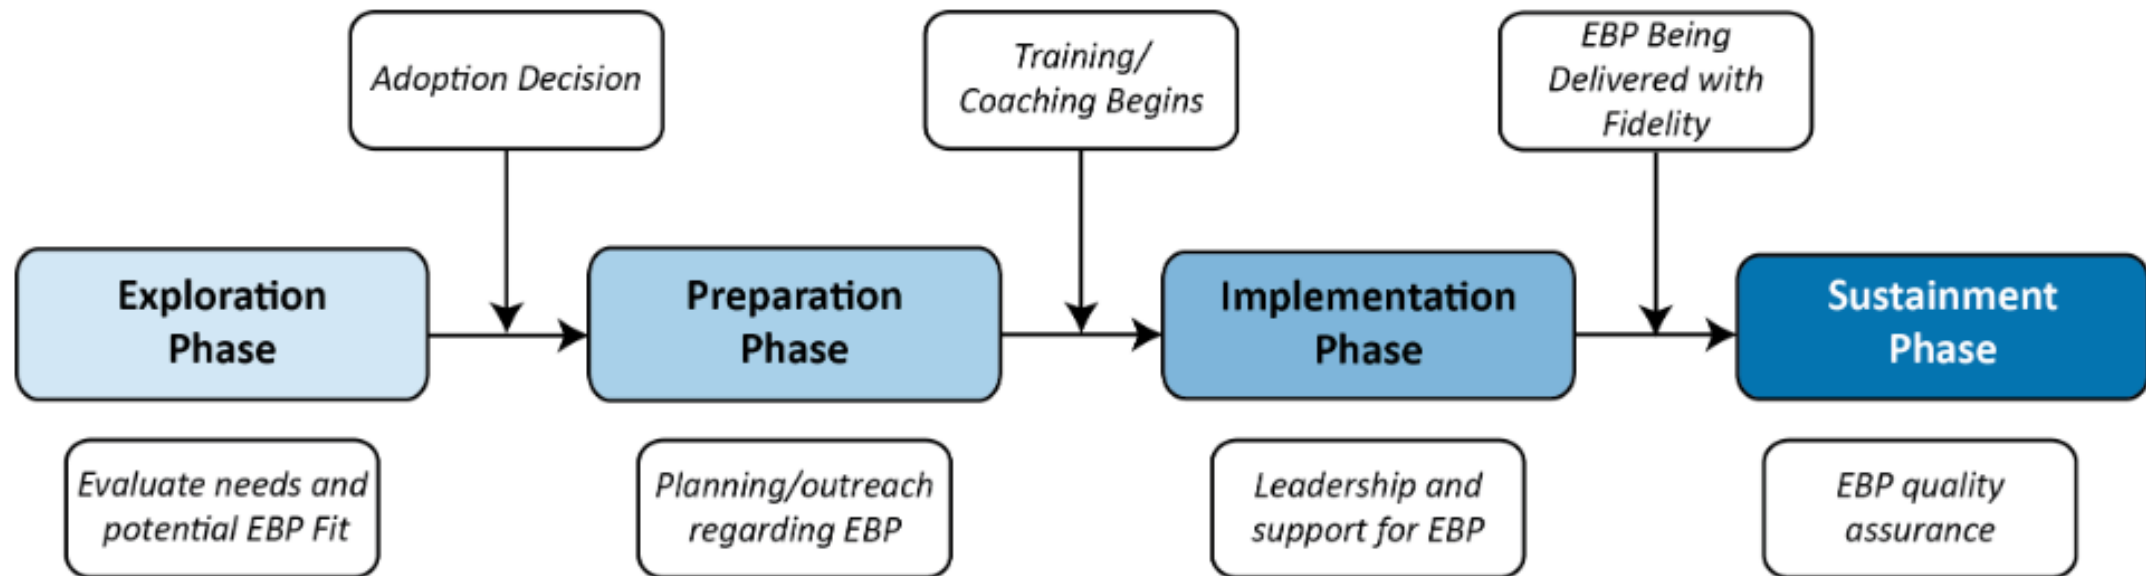 Adoption Decision
Training/
Coaching Begins
EBP Being
Delivered with
Fidelity
Exploration
Phase
Preparation
Phase
Implementation
Phase
Sustainment
Phase
Evaluate needs and
potential EBP Fit
Planning/outreach
regarding EBP
Leadership and
support for EBP
EBP quality
assurance